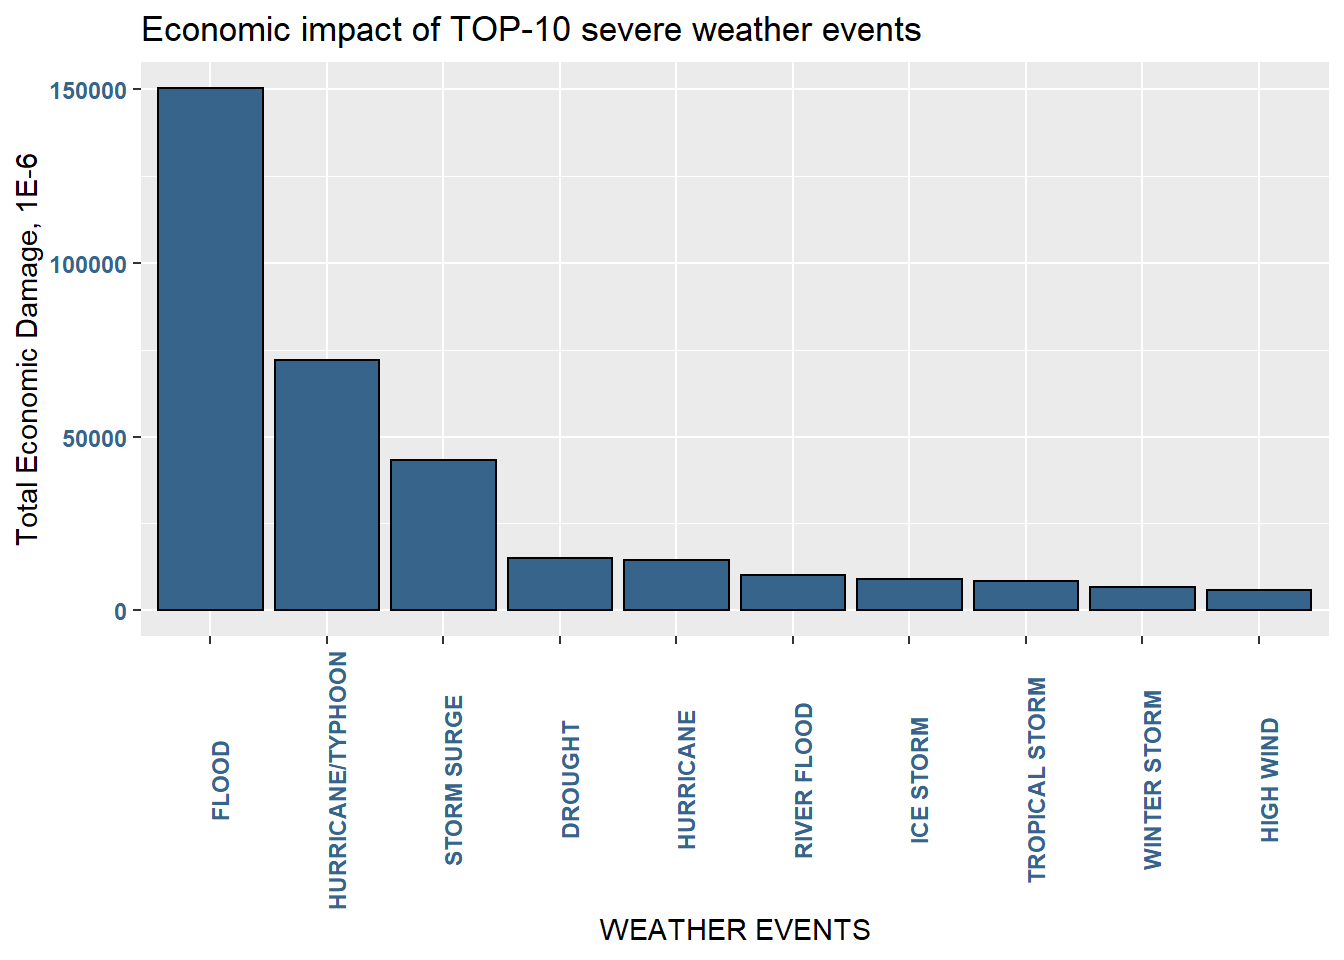 Economic impact of TOP-10 severe weather events
Total Economic Damage, 1E-6
150000
100000
50000
0
FLOOD
HURRICANE/TYPHOON
STORM SURGE
DROUGHT
HURRICANE
RIVER FLOOD
ICE STORM
TROPICAL STORM
WINTER STORM
HIGH WIND
WEATHER EVENTS